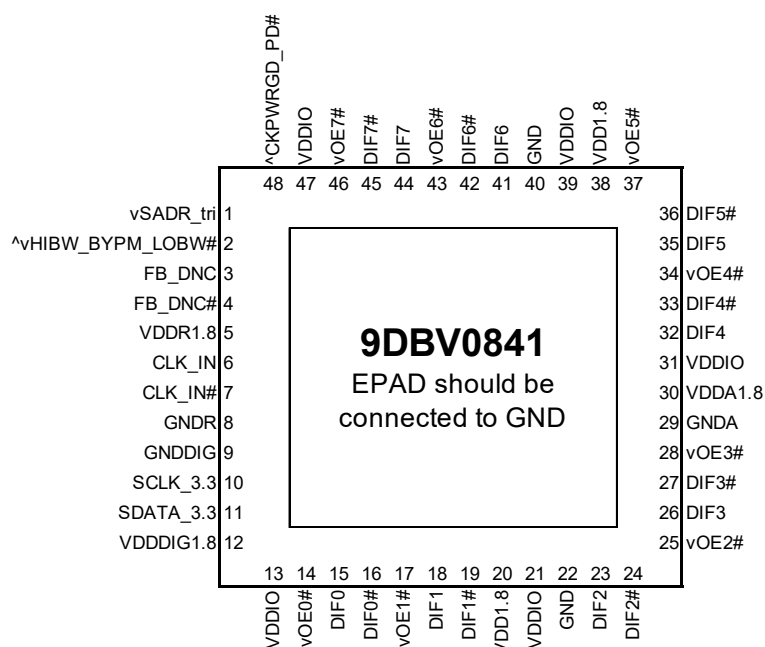 ^CKPWRGD_PD#
VDDIO
vOE7#
DIF7#
DIF7
vOE6#
DIF6#
DIF6
GND
VDDIO
VDD1.8
vOE5#
48 47 46 45 44 43 42 41 40 39 38 37
vSADR_tri 1
^vHIBW_BYPM_LOBW# 2
FB_DNC 3
FB_DNC# 4
VDDR1.8 5
CLK_IN 6
CLK_IN# 7
GNDR 8
GNDDIG 9
SCLK_3.3 10
SDATA_3.3 11
VDDDIG1.8 12
9DBV0841
EPAD should be
connected to GND
36 DIF5#
35 DIF5
34 vOE4#
33 DIF4#
32 DIF4
31 VDDIO
30 VDDA1.8
29 GNDA
28 vOE3#
27 DIF3#
26 DIF3
25 vOE2#
13 14 15 16 17 18 19 20 21 22 23 24
VDDIO
vOE0#
DIF0
DIF0#
vOE1#
DIF1
DIF1#
VDD1.8
VDDIO
GND
DIF2
DIF2#